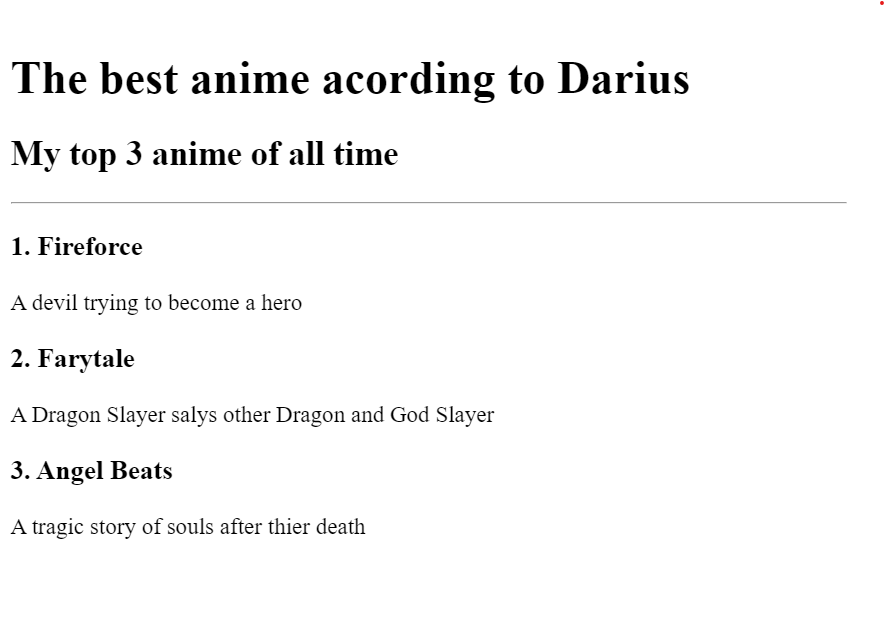 The best anime acording to Darius
My top 3 anime of all time
1. Fireforce
A devil trying to become a hero
2. Farytale
A Dragon Slayer salys other Dragon and God Slayer
3. Angel Beats
A tragic story of souls after thier death